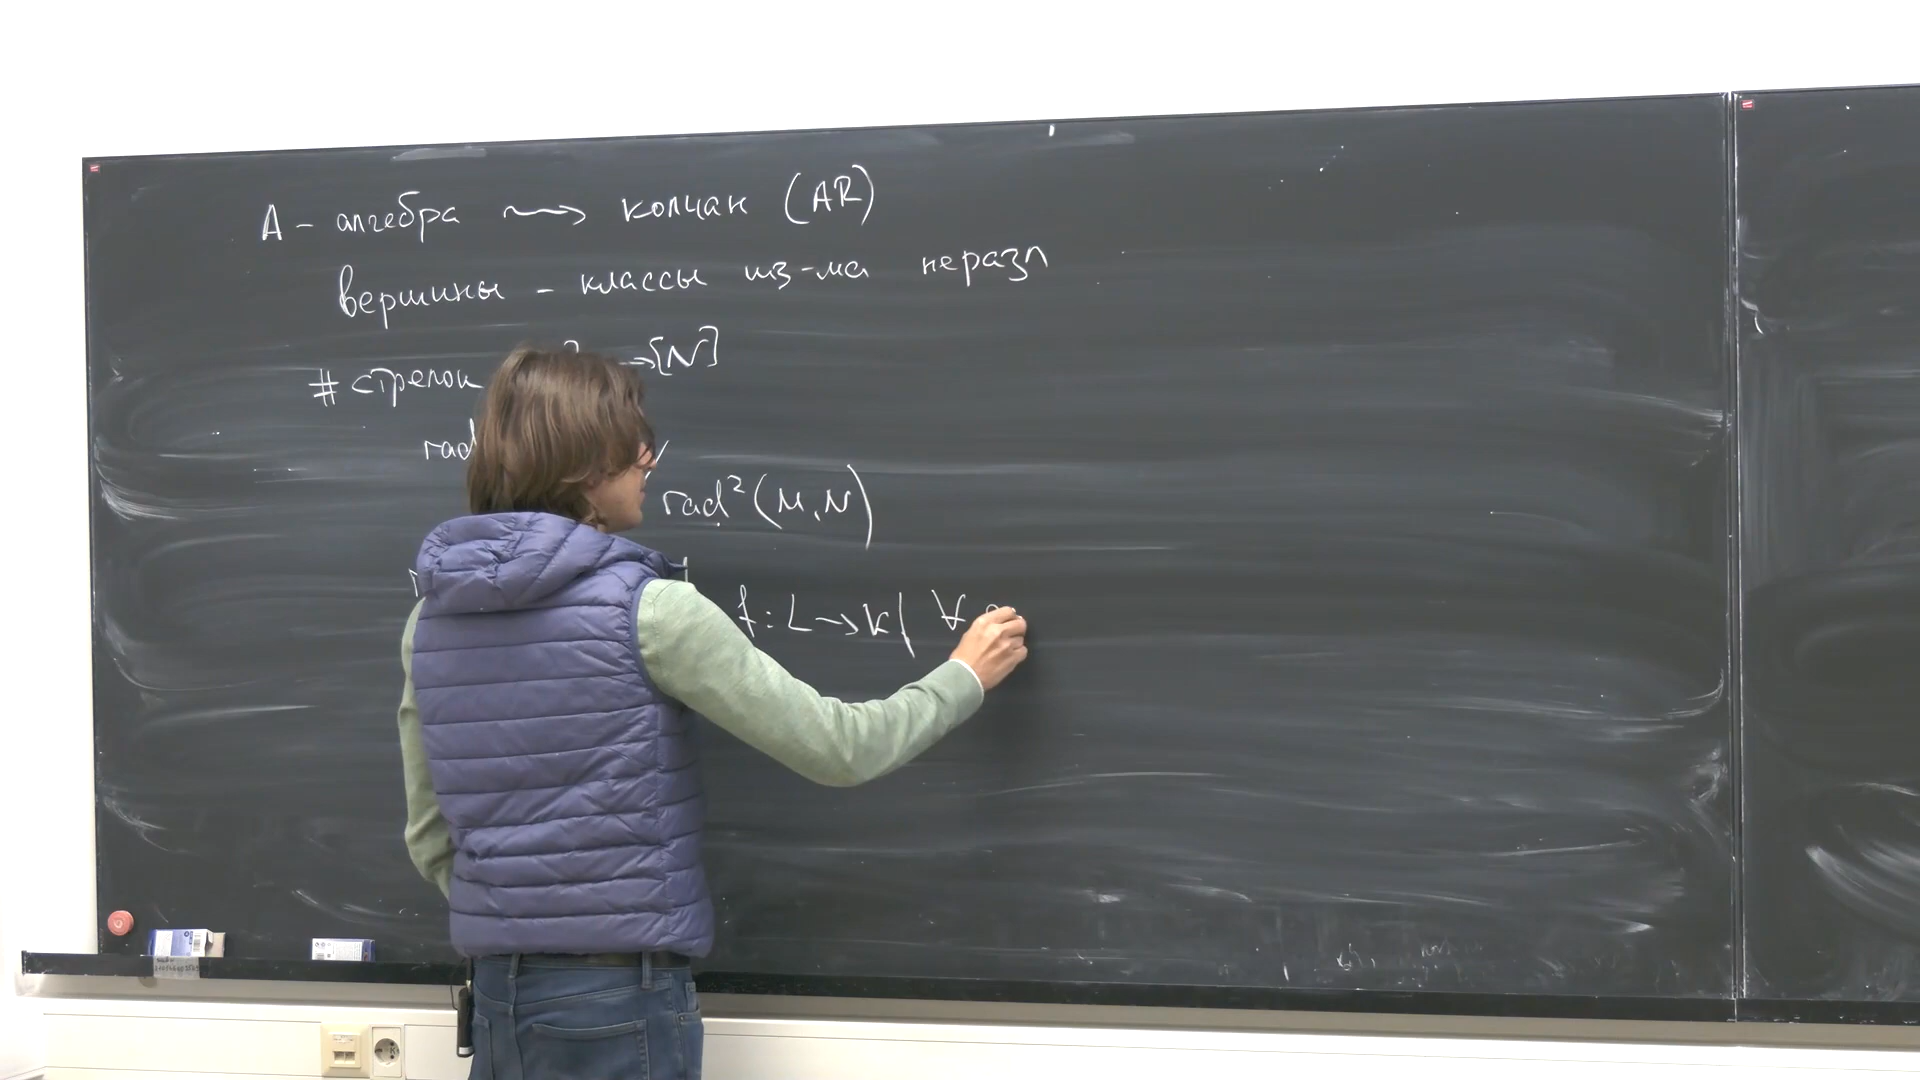 A - алгебра ⇝ колчан (AR)
вершины - классы из-ма неразл
# стрелок → [N]
rad /
rad² (M, N)
f : L → K | ∀